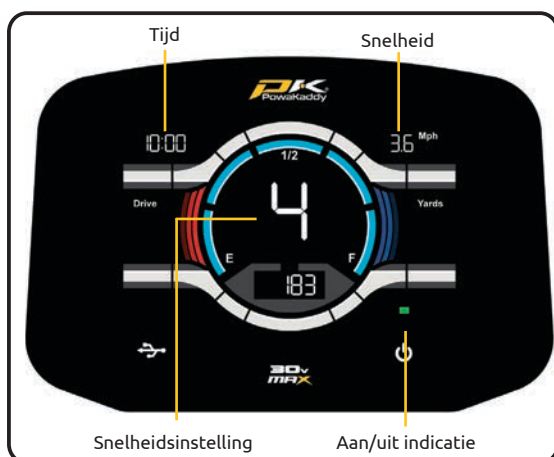 Tijd
Snelheid
PK
PowaKaddy
10:00
3.6 Mph
1/2
Drive
4
Yards
E
F
183
30v
MAX
Snelheidsinstelling
Aan/uit indicatie